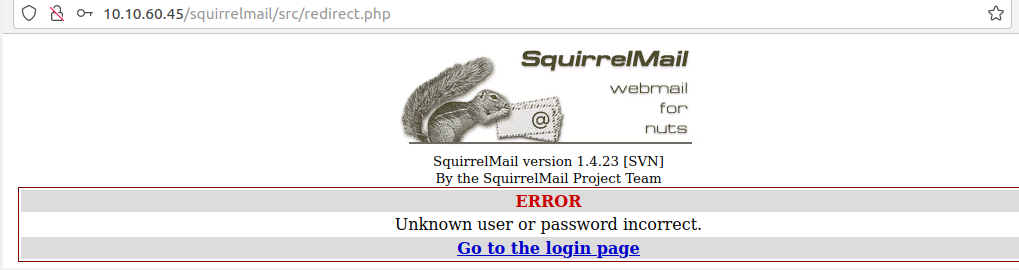 10.10.60.45/squirrelmail/src/redirect.php
SquirrelMail
webmail
for
nuts
@
SquirrelMail version 1.4.23 [SVN]
By the SquirrelMail Project Team
ERROR
Unknown user or password incorrect.
Go to the login page